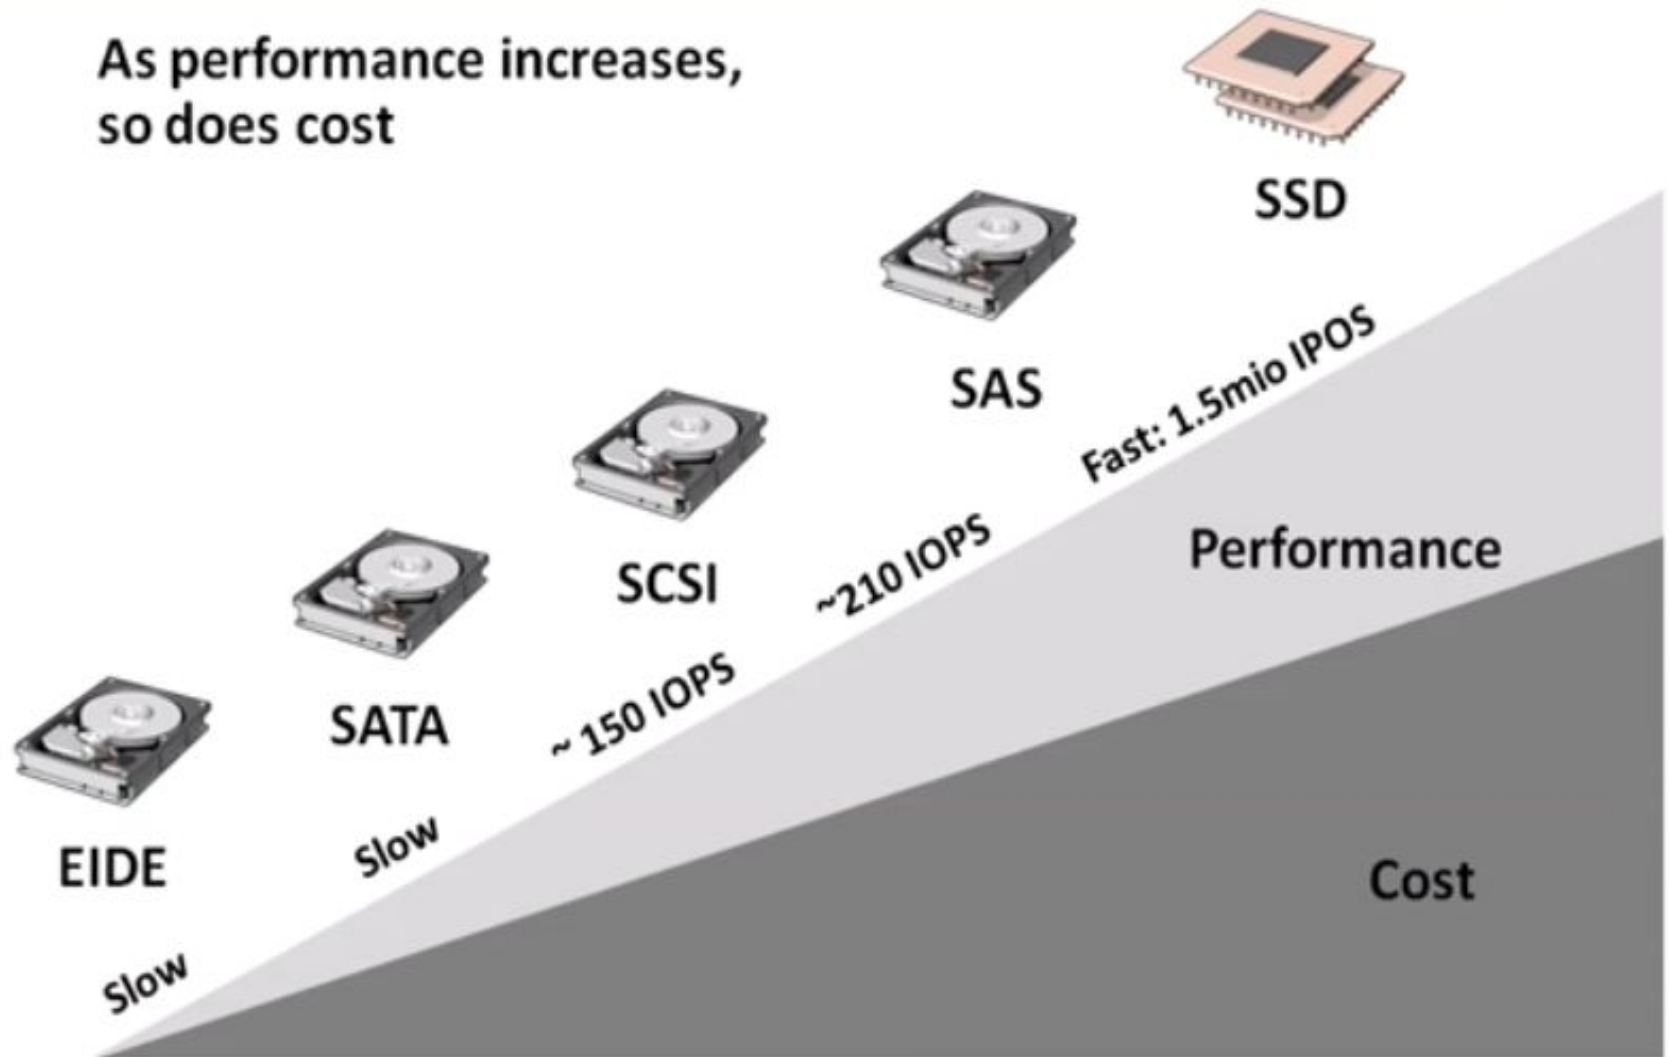 As performance increases,
so does cost
SSD
SAS
Fast: 1.5mio IPOS
SCSI
~210 IOPS
Performance
SATA
~ 150 IOPS
EIDE
Slow
Cost
Slow